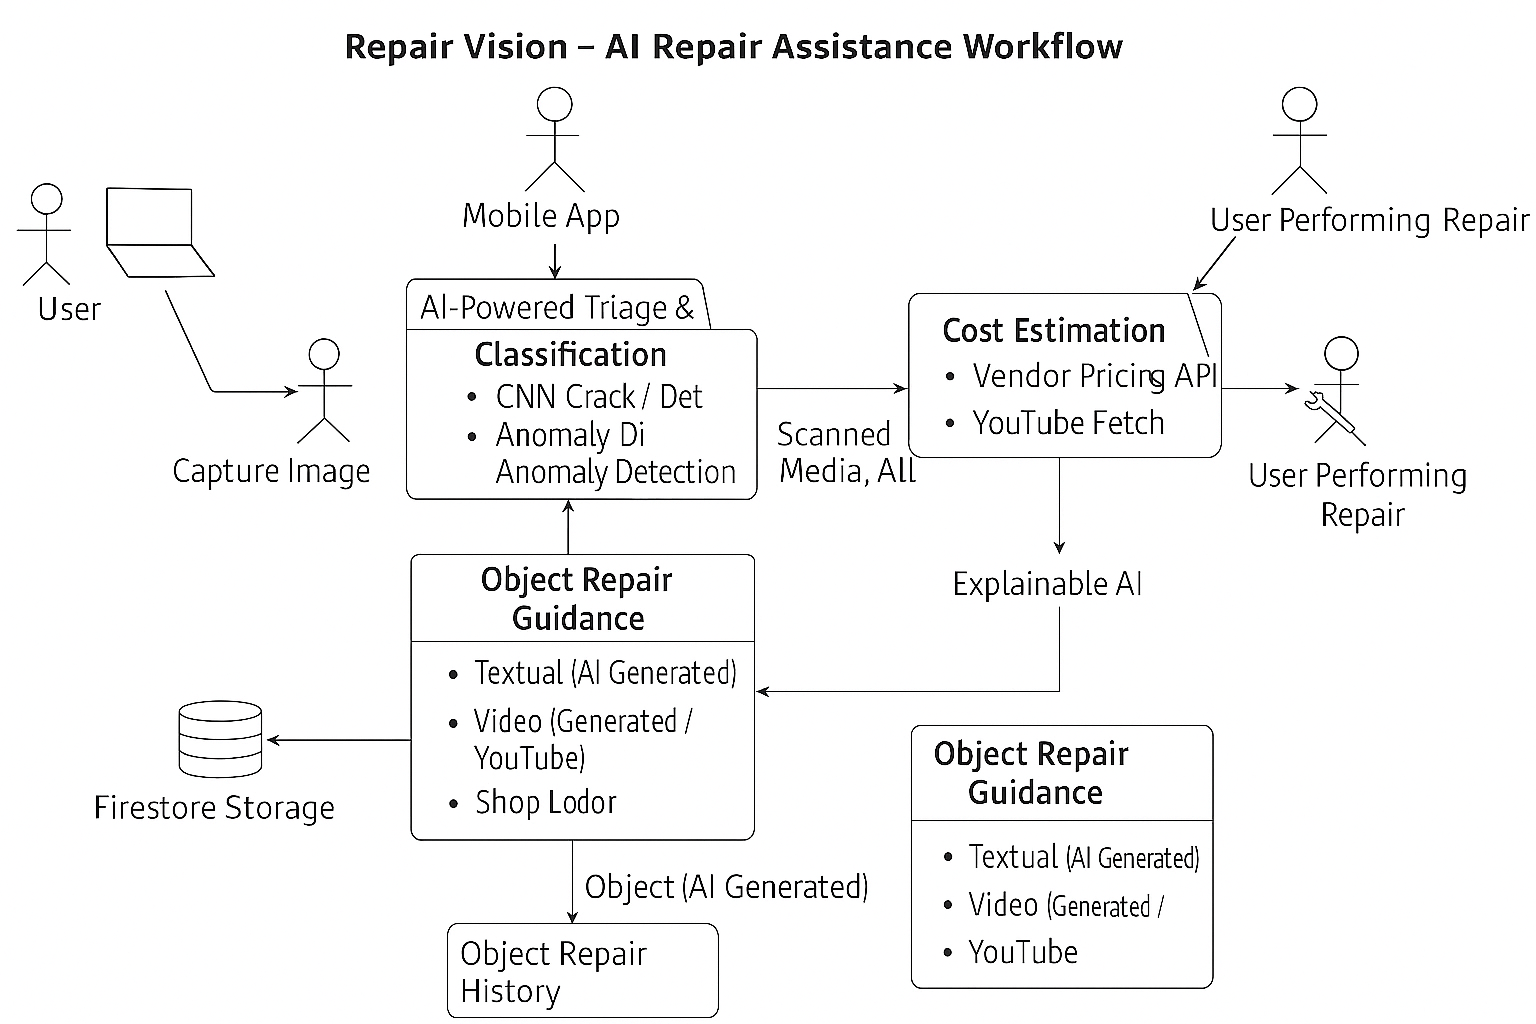 Repair Vision – AI Repair Assistance Workflow
Mobile App
User Performing Repair
User
Capture Image
AI-Powered Triage &
Classification
• CNN Crack / Det
• Anomaly Di
Anomaly Detection
Scanned
Media, All
Cost Estimation
• Vendor Pricing API
• YouTube Fetch
User Performing
Repair
Explainable AI
Object Repair
Guidance
• Textual (AI Generated)
• Video (Generated /
YouTube)
• Shop Lodor
Firestore Storage
Object (AI Generated)
Object Repair
History
Object Repair
Guidance
• Textual (AI Generated)
• Video (Generated /
• YouTube